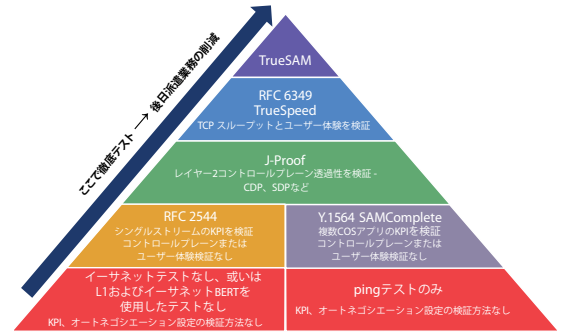 ここで徹底テスト → 後日派遣業務の削減
TrueSAM
RFC 6349
TrueSpeed
TCP スループットとユーザー体験を検証
J-Proof
レイヤー2コントロールプレーン透過性を検証 -
CDP、SDPなど
RFC 2544
シングルストリームのKPIを検証
コントロールプレーンまたは
ユーザー体験検証なし
Y.1564 SAMComplete
複数COSアプリのKPIを検証
コントロールプレーンまたは
ユーザー体験検証なし
イーサネットテストなし、或いは
L1およびイーサネットBERTを
使用したテストなし
KPI、オートネゴシエーション設定の検証方法なし
pingテストのみ
KPI、オートネゴシエーション設定の検証方法なし